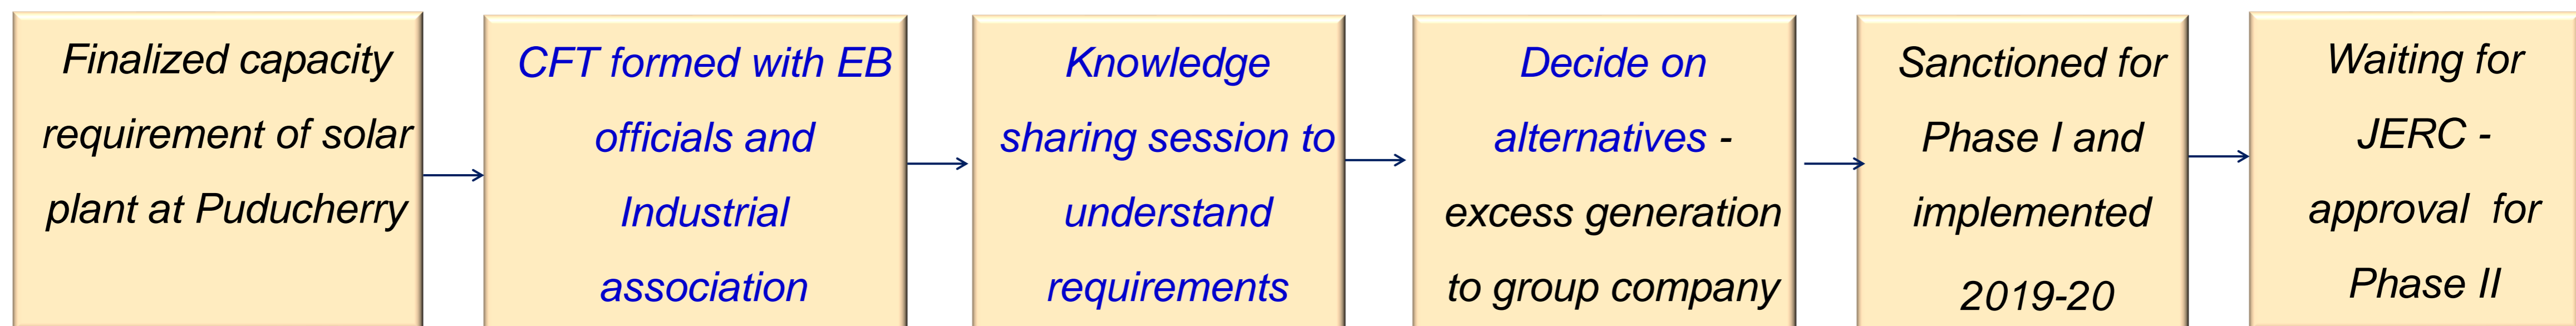 Finalized capacity
requirement of solar
plant at Puducherry
CFT formed with EB
officials and
Industrial
association
Knowledge
sharing session to
understand
requirements
Decide on
alternatives -
excess generation
to group company
Sanctioned for
Phase I and
implemented
2019-20
Waiting for
JERC -
approval for
Phase II